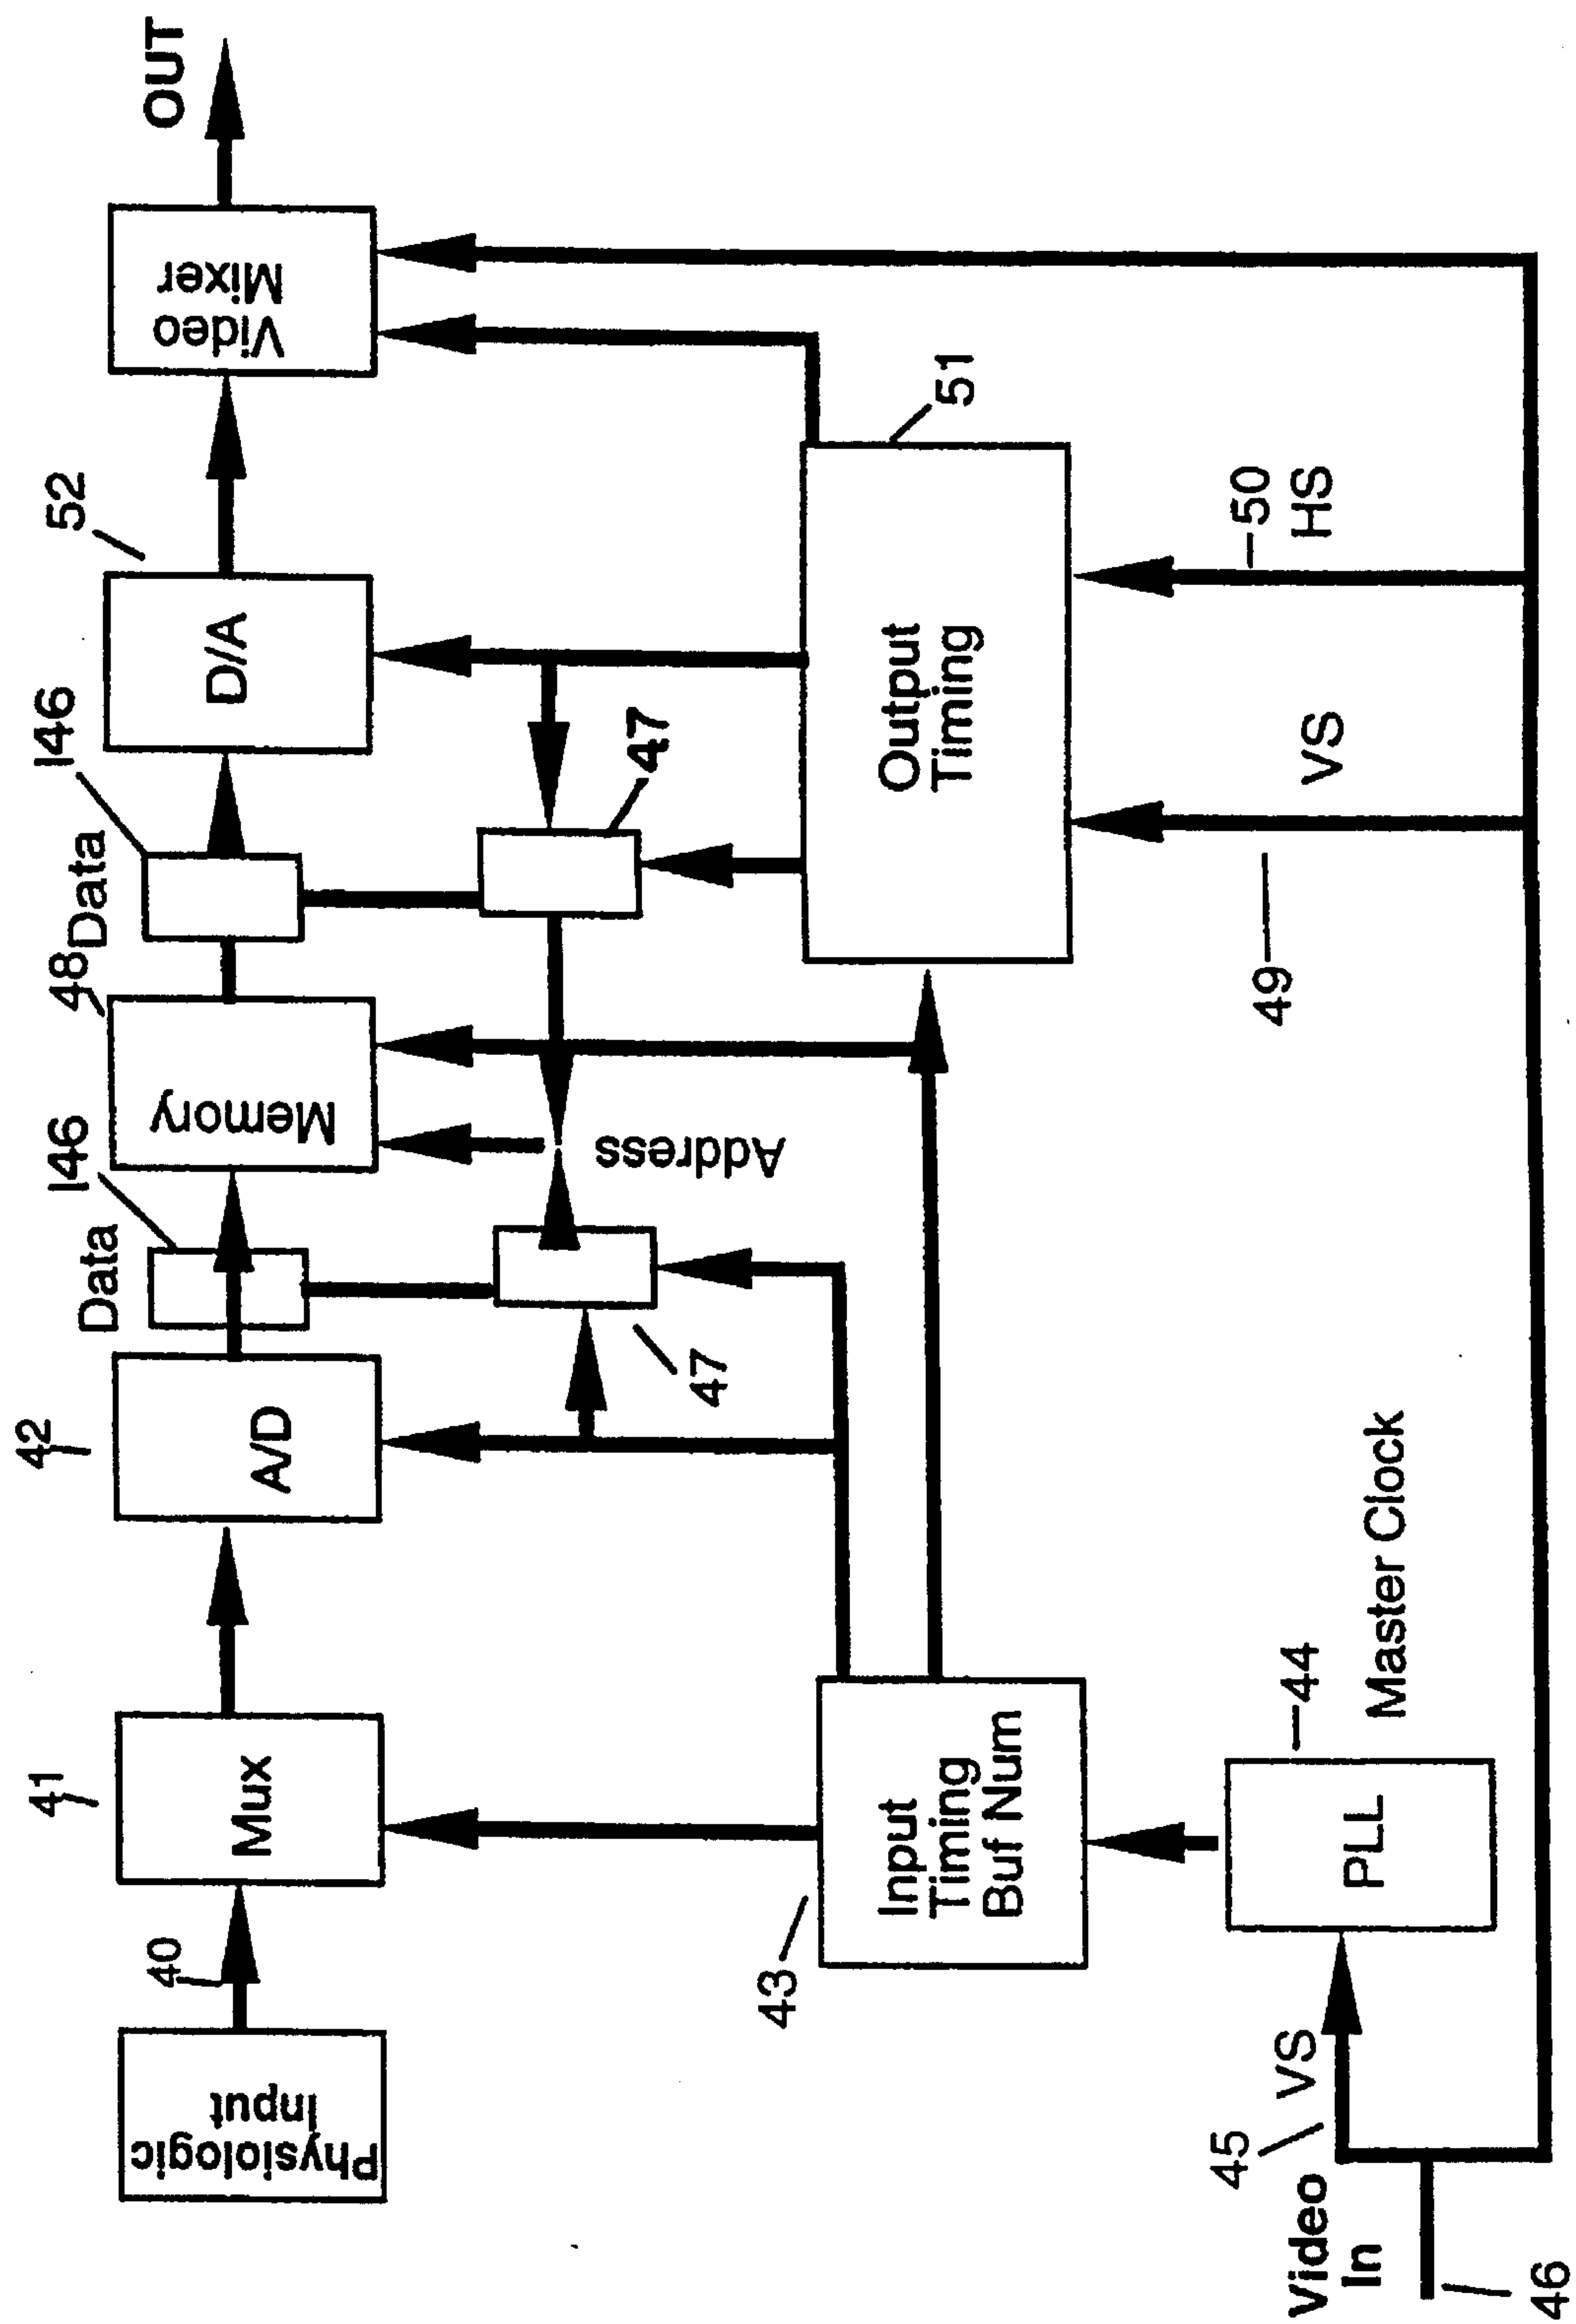 Physiologic
Input
40
41
Mux
42
A/D
Data
146
Memory
48
Data
146
D/A
52
Video
Mixer
OUT
47
Address
47
43
Input
Timing
Buf Num
Output
Timing
51
44
PLL
Master Clock
45
VS
Video
In
46
49
VS
50
HS